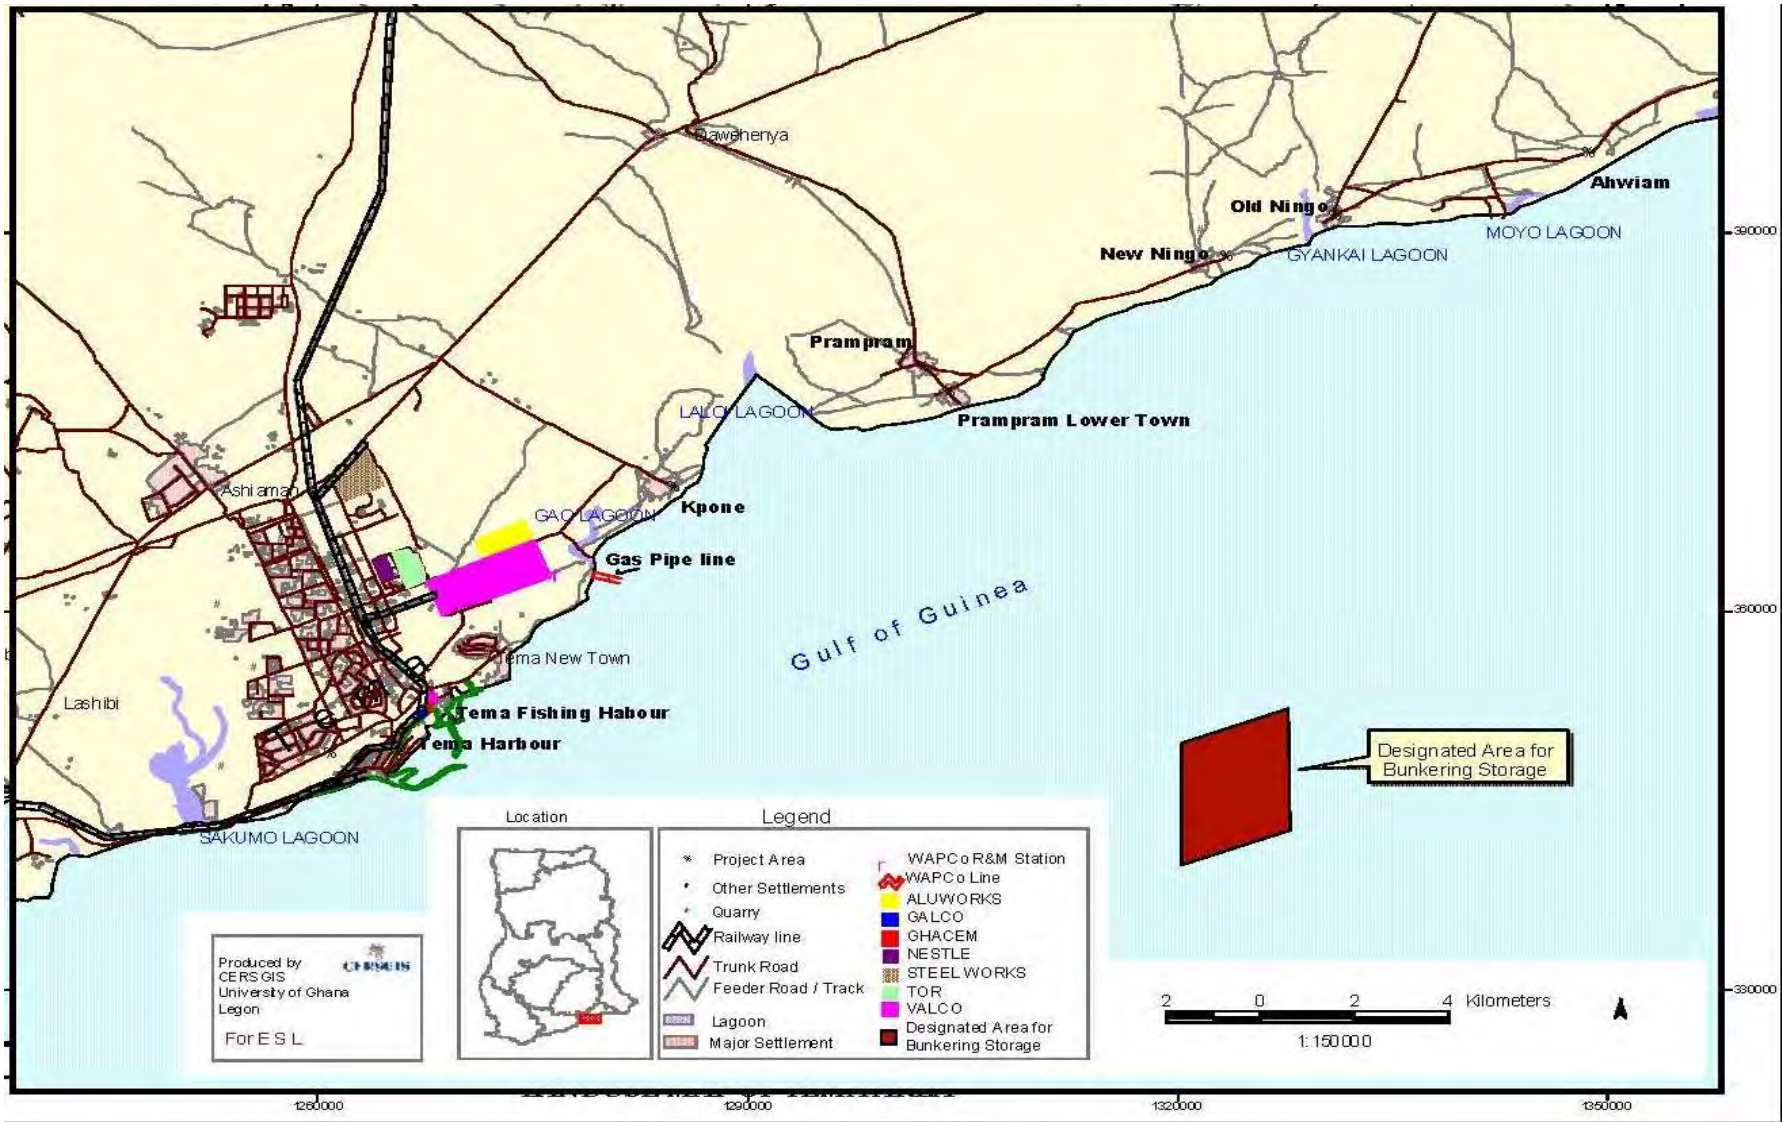 Dawehenya
Ahwiam
Old Ningo
MOYO LAGOON
390000
New Ningo
GYANKAI LAGOON
Prampram
LALOI LAGOON
Prampram Lower Town
Ashiaman
Kpone
GAO LAGOON
Gas Pipe line
Gulf of Guinea
360000
Tema New Town
Lashibi
Tema Fishing Habour
Tema Harbour
Designated Area for
Bunkering Storage
SAKUMO LAGOON
Location
Legend
Project Area
Other Settlements
Quarry
Railway line
Trunk Road
Feeder Road / Track
Lagoon
Major Settlement
WAPCo R&M Station
WAPCo Line
ALUWORKS
GALCO
GHACEM
NESTLE
STEEL WORKS
TOR
VALCO
Designated Area for
Bunkering Storage
Produced by
CERSGIS
CERSGIS
University of Ghana
Legon
For E S L
330000
2 0 2 4 Kilometers
1:150000
1260000
1290000
1320000
1350000